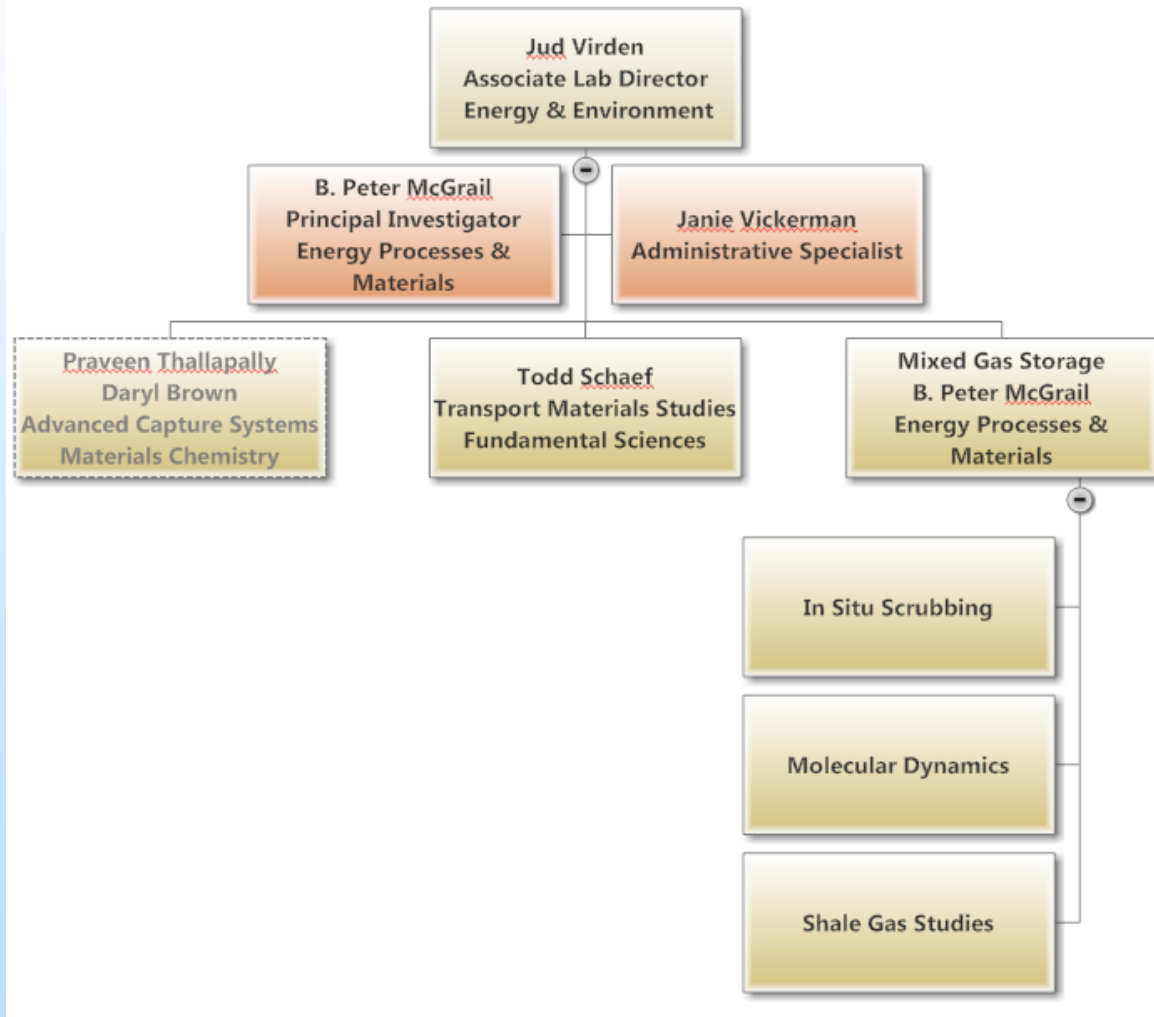 Jud Virden
Associate Lab Director
Energy & Environment
B. Peter McGrail
Principal Investigator
Energy Processes &
Materials
Janie Vickerman
Administrative Specialist
Praveen Thallapally
Daryl Brown
Advanced Capture Systems
Materials Chemistry
Todd Schaef
Transport Materials Studies
Fundamental Sciences
Mixed Gas Storage
B. Peter McGrail
Energy Processes &
Materials
In Situ Scrubbing
Molecular Dynamics
Shale Gas Studies